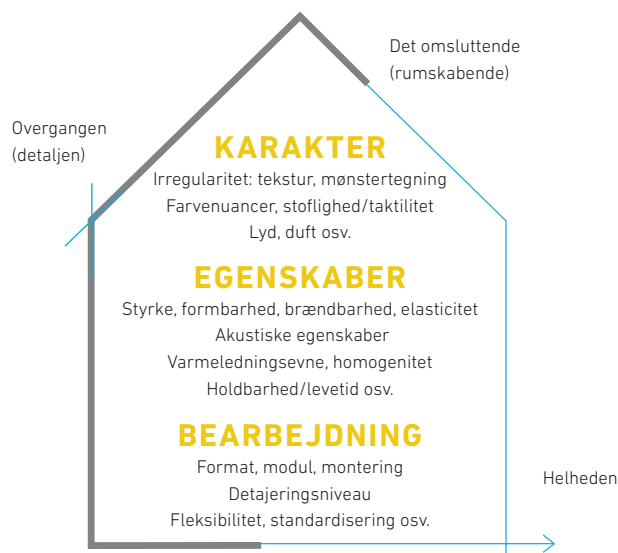 Det omsluttende
(rumskabende)
Overgangen
(detaljen)
KARAKTER
Irregularitet: tekstur, mønstertegning
Farvenuancer, stoflighed/taktilitet
Lyd, duft osv.
EGENSKABER
Styrke, formbarhed, brændbarhed, elasticitet
Akustiske egenskaber
Varmeledningsevne, homogenitet
Holdbarhed/levetid osv.
BEARBEJDNING
Format, modul, montering
Detajeringsniveau
Fleksibilitet, standardisering osv.
Helheden